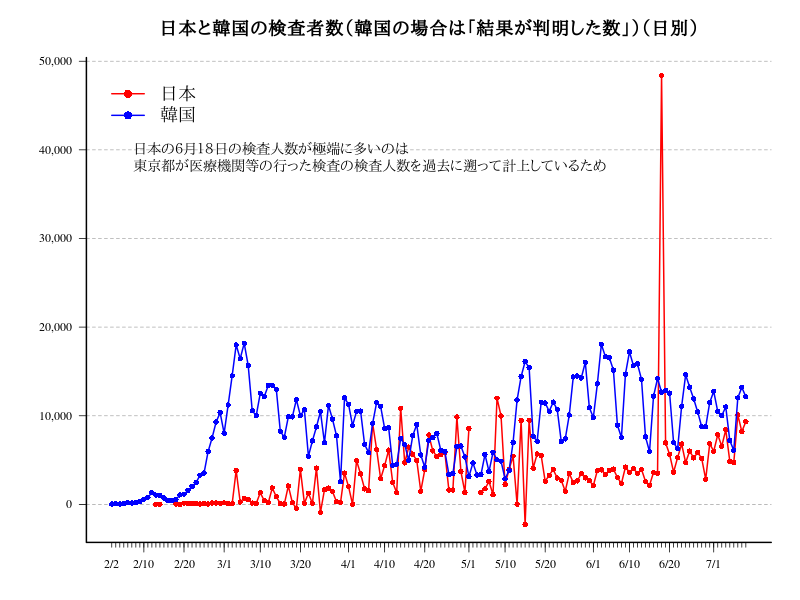 日本と韓国の検査者数(韓国の場合は「結果が判明した数」)(日別)
50,000
日本
韓国
日本の6月18日の検査人数が極端に多いのは
東京都が医療機関等の行った検査の検査人数を過去に遡って計上しているため
40,000
30,000
20,000
10,000
0
2/2 2/10 2/20 3/1 3/10 3/20 4/1 4/10 4/20 5/1 5/10 5/20 6/1 6/10 6/20 7/1